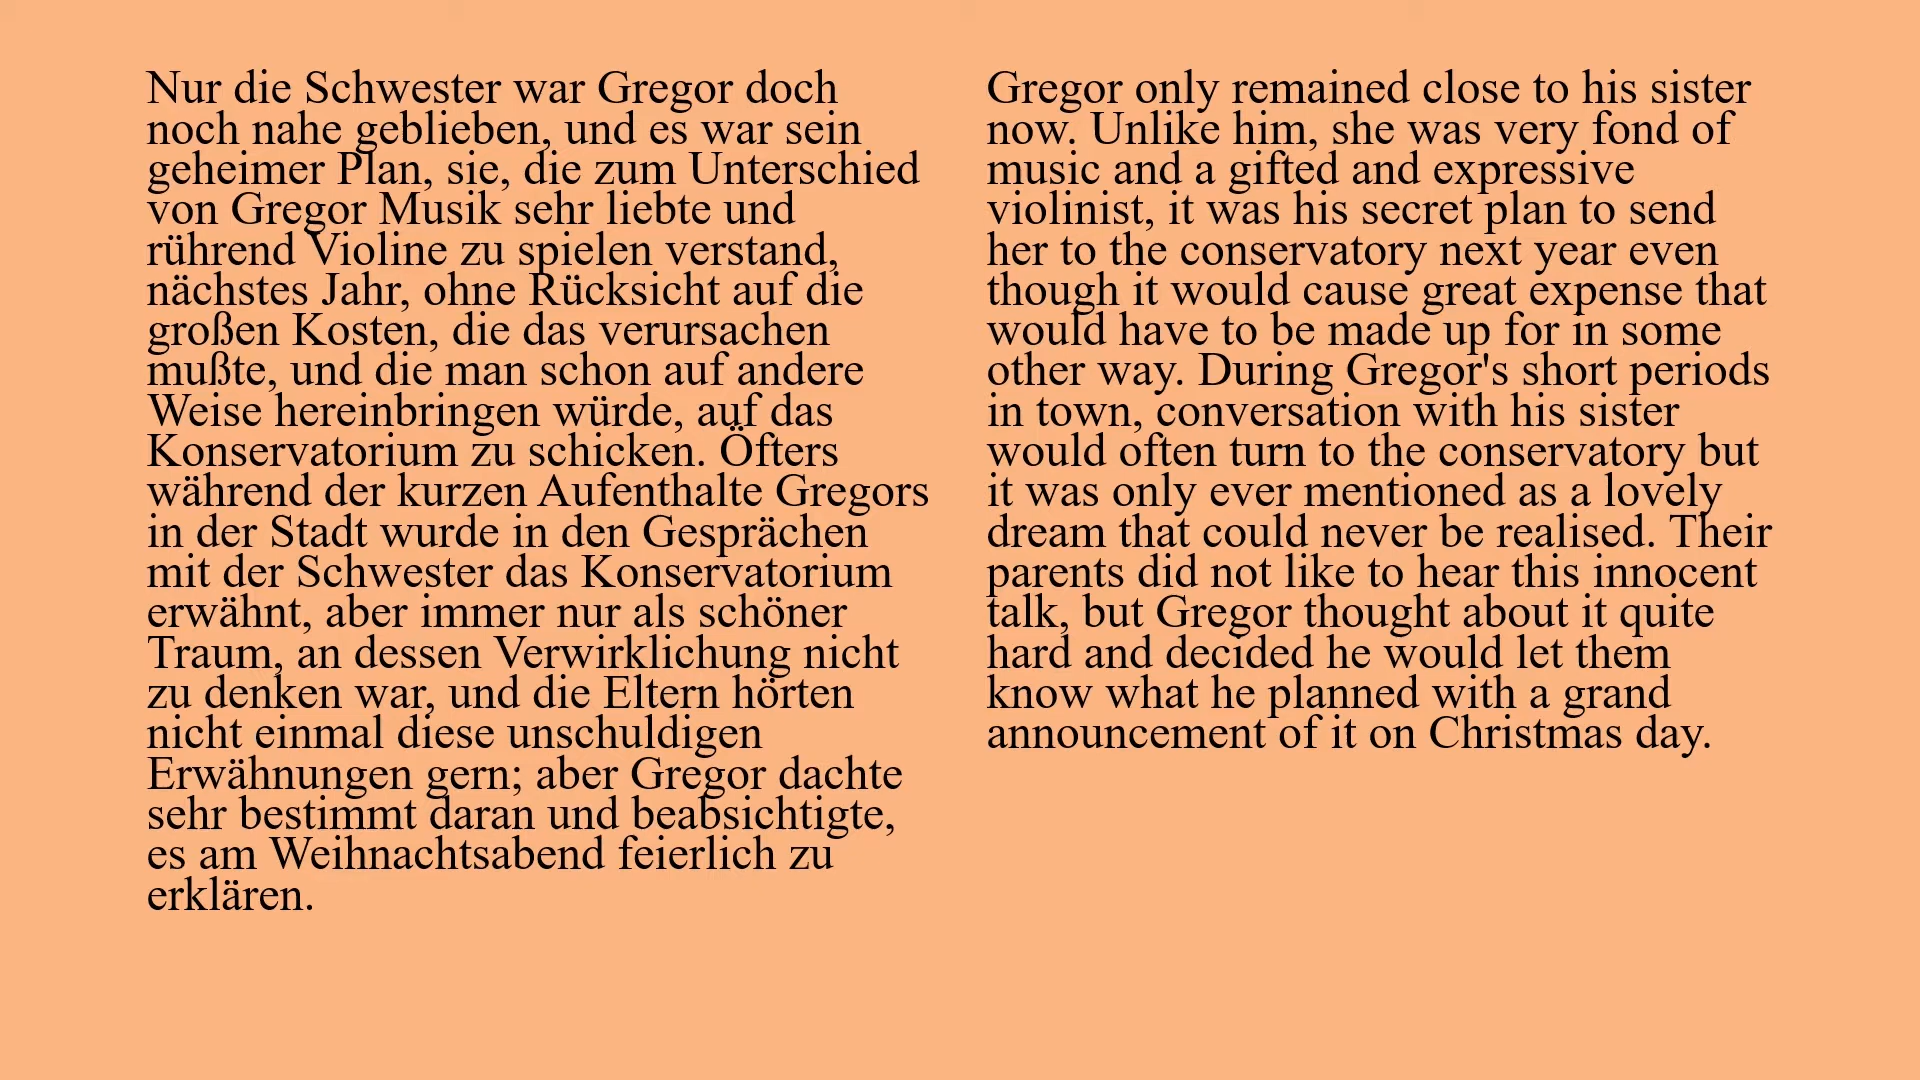 Nur die Schwester war Gregor doch
noch nahe geblieben, und es war sein
geheimer Plan, sie, die zum Unterschied
von Gregor Musik sehr liebte und
rührend Violine zu spielen verstand,
nächstes Jahr, ohne Rücksicht auf die
großen Kosten, die das verursachen
mußte, und die man schon auf andere
Weise hereinbringen würde, auf das
Konservatorium zu schicken. Öfters
während der kurzen Aufenthalte Gregors
in der Stadt wurde in den Gesprächen
mit der Schwester das Konservatorium
erwähnt, aber immer nur als schöner
Traum, an dessen Verwirklichung nicht
zu denken war, und die Eltern hörten
nicht einmal diese unschuldigen
Erwähnungen gern; aber Gregor dachte
sehr bestimmt daran und beabsichtigte,
es am Weihnachtsabend feierlich zu
erklären.
Gregor only remained close to his sister
now. Unlike him, she was very fond of
music and a gifted and expressive
violinist, it was his secret plan to send
her to the conservatory next year even
though it would cause great expense that
would have to be made up for in some
other way. During Gregor's short periods
in town, conversation with his sister
would often turn to the conservatory but
it was only ever mentioned as a lovely
dream that could never be realised. Their
parents did not like to hear this innocent
talk, but Gregor thought about it quite
hard and decided he would let them
know what he planned with a grand
announcement of it on Christmas day.